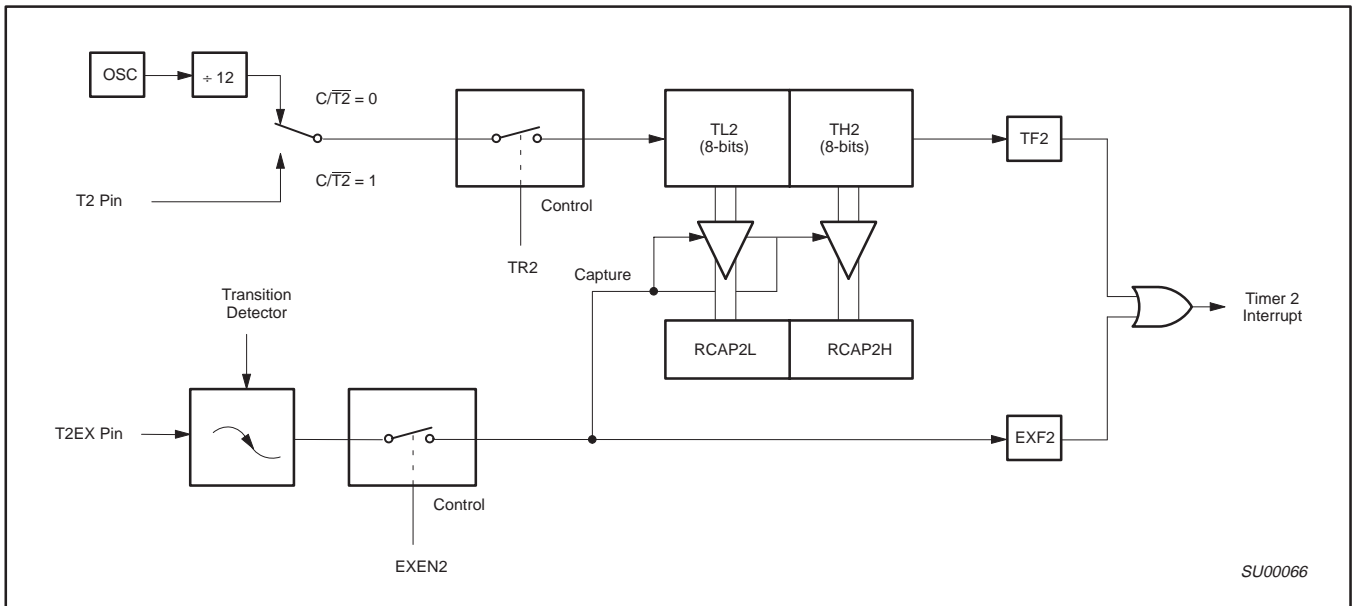 OSC
÷ 12
C/T2 = 0
C/T2 = 1
T2 Pin
Control
TR2
TL2
(8-bits)
TH2
(8-bits)
TF2
Capture
Transition
Detector
RCAP2L
RCAP2H
Timer 2
Interrupt
T2EX Pin
EXF2
Control
EXEN2
SU00066